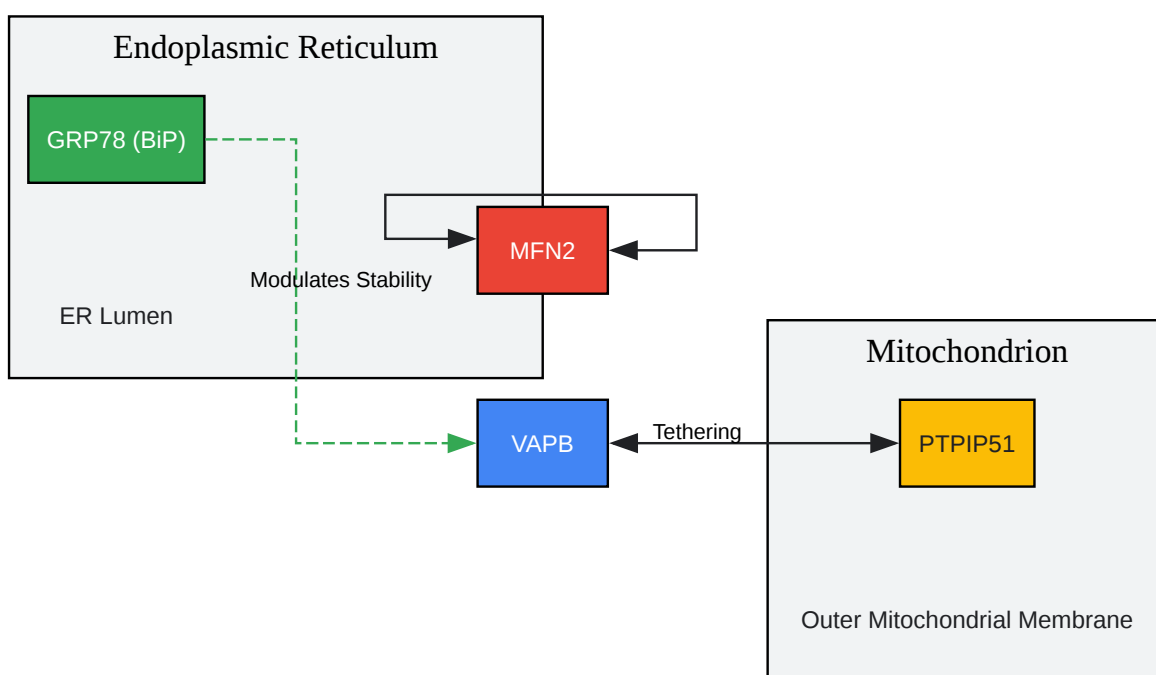 Endoplasmic Reticulum
GRP78 (BiP)
MFN2
Modulates Stability
ER Lumen
Mitochondrion
Tethering
VAPB
PTPIP51
Outer Mitochondrial Membrane